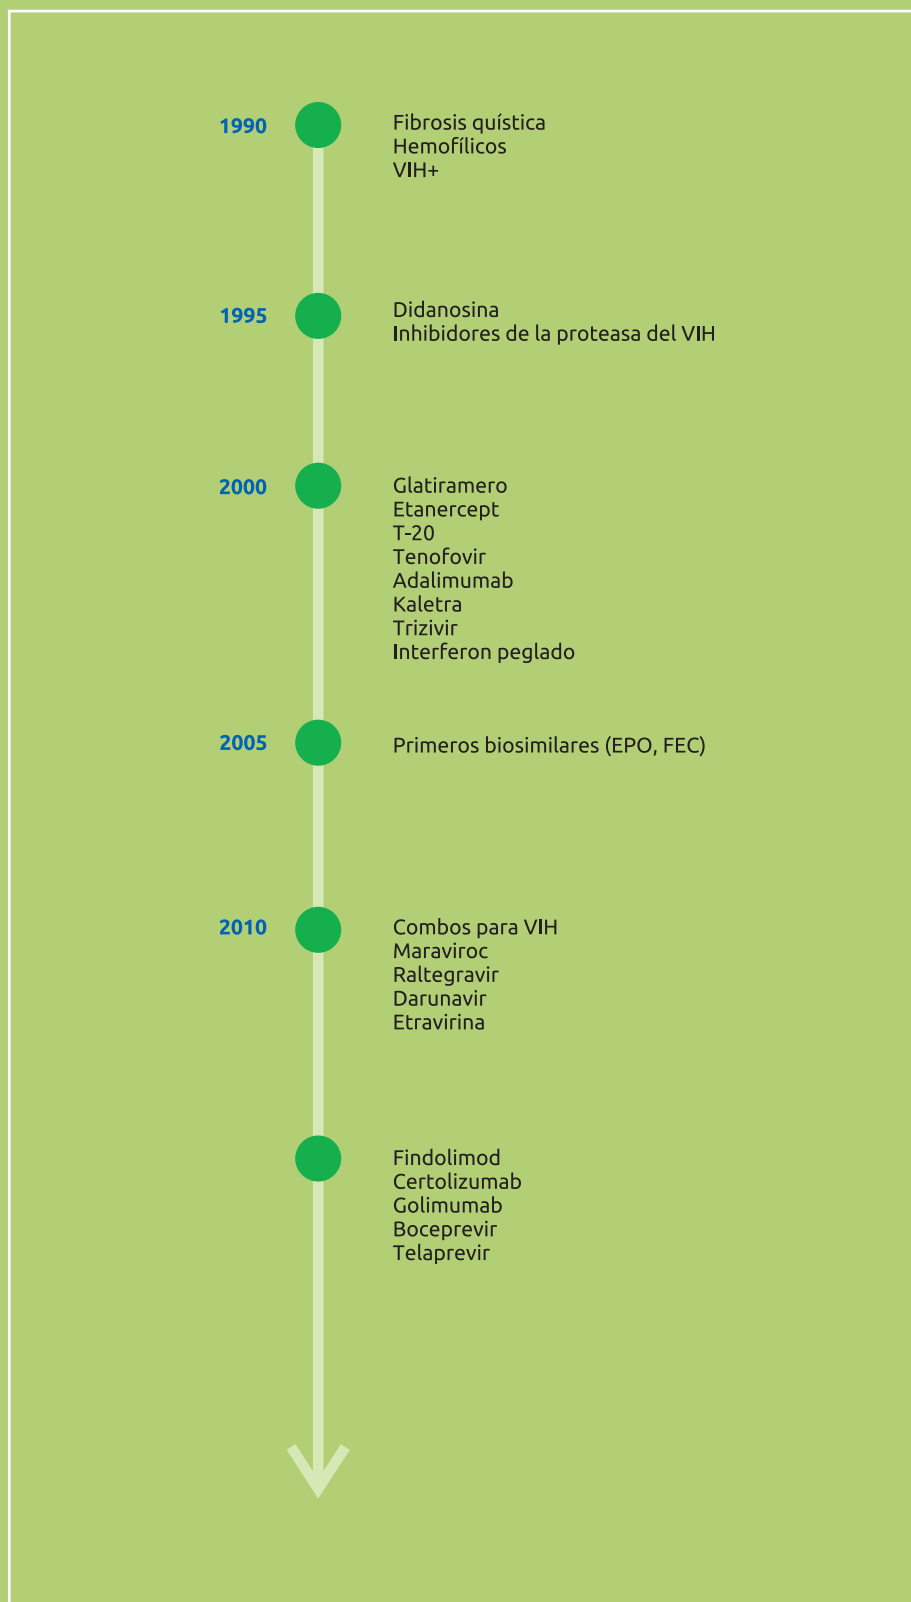 1990
Fibrosis quística
Hemofílicos
VIH+
1995
Didanosina
Inhibidores de la proteasa del VIH
2000
Glatiramero
Etanercept
T-20
Tenofovir
Adalimumab
Kaletra
Trizivir
Interferon peglado
2005
Primeros biosimilares (EPO, FEC)
2010
Combos para VIH
Maraviroc
Raltegravir
Darunavir
Etravirina
Findolimod
Certolizumab
Golimumab
Boceprevir
Telaprevir